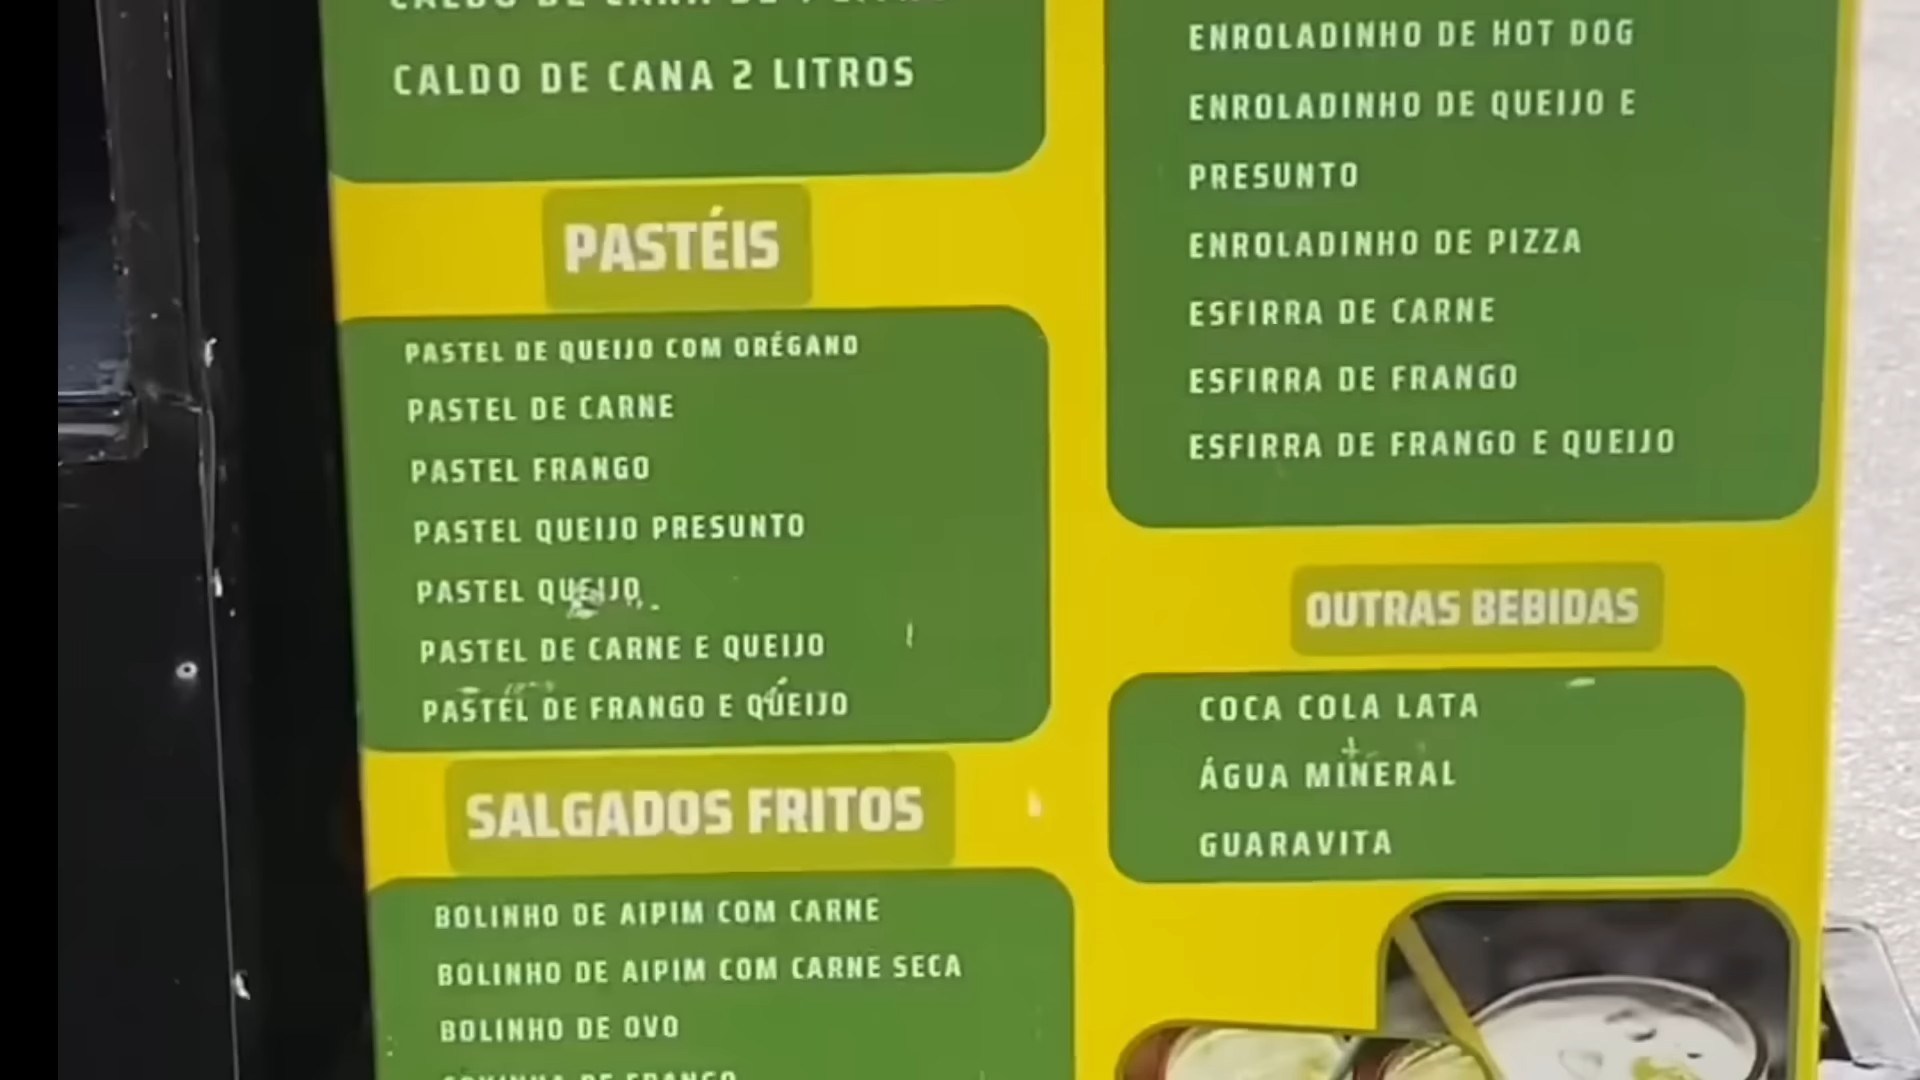 CALDO DE CANA 2 LITROS
PASTÉIS
PASTEL DE QUEIJO COM ORÉGANO
PASTEL DE CARNE
PASTEL FRANGO
PASTEL QUEIJO PRESUNTO
PASTEL QUEIJO
PASTEL DE CARNE E QUEIJO
PASTEL DE FRANGO E QUEIJO
SALGADOS FRITOS
BOLINHO DE AIPIM COM CARNE
BOLINHO DE AIPIM COM CARNE SECA
BOLINHO DE OVO
ENROLADINHO DE HOT DOG
ENROLADINHO DE QUEIJO E
PRESUNTO
ENROLADINHO DE PIZZA
ESFIRRA DE CARNE
ESFIRRA DE FRANGO
ESFIRRA DE FRANGO E QUEIJO
OUTRAS BEBIDAS
COCA COLA LATA
ÁGUA MINERAL
GUARAVITA